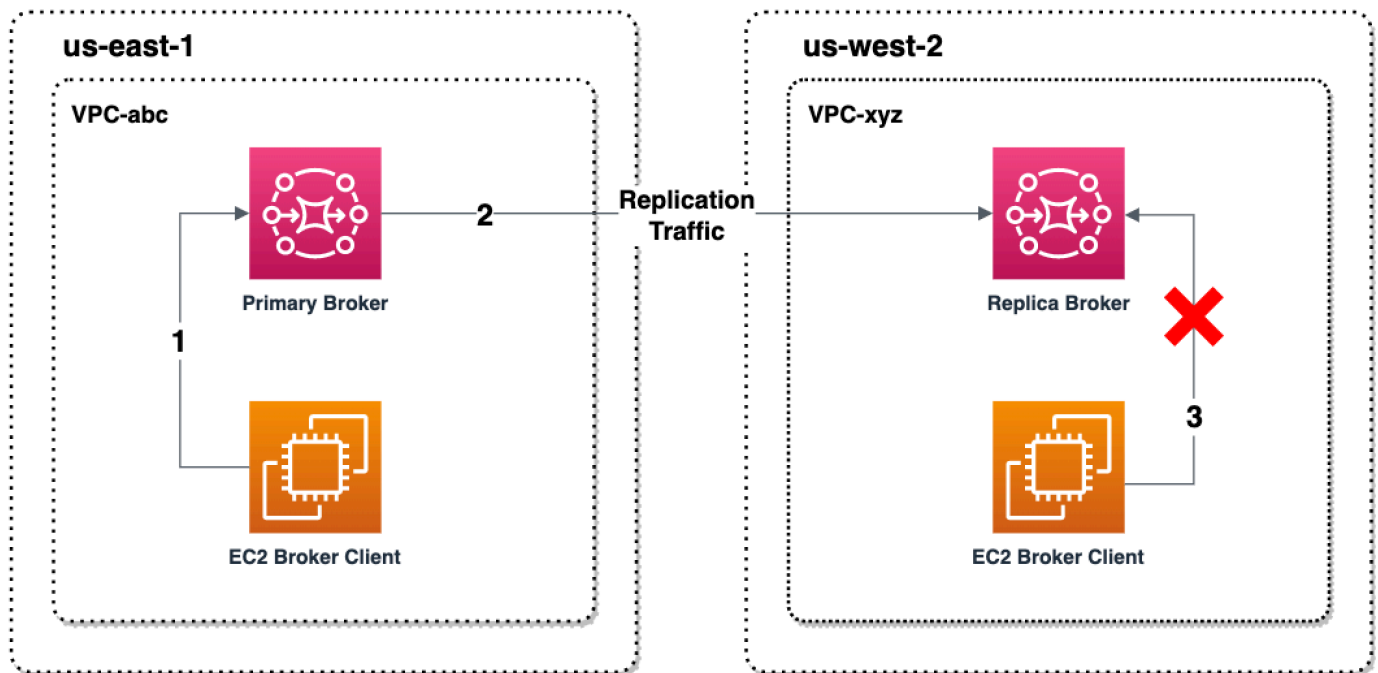 us-east-1
VPC-abc
Primary Broker
1
EC2 Broker Client
2
Replication
Traffic
us-west-2
VPC-xyz
Replica Broker
3
EC2 Broker Client